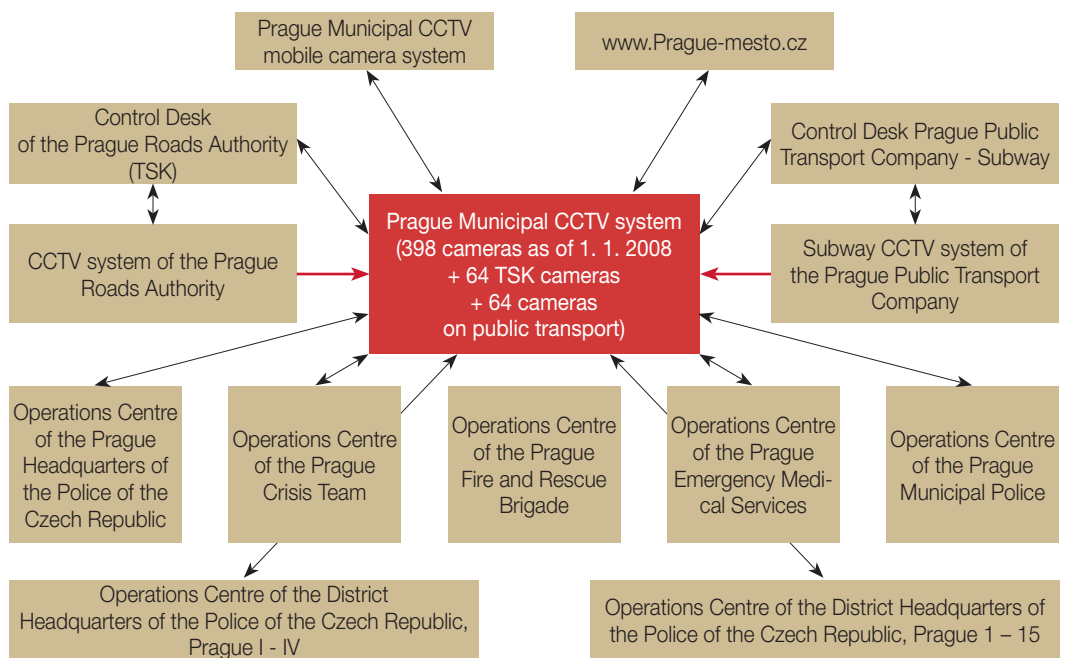 Prague Municipal CCTV
mobile camera system
www.Prague-mesto.cz
Control Desk
of the Prague Roads Authority
(TSK)
Control Desk Prague Public
Transport Company - Subway
Prague Municipal CCTV system
(398 cameras as of 1. 1. 2008
+ 64 TSK cameras
+ 64 cameras
on public transport)
CCTV system of the Prague
Roads Authority
Subway CCTV system of
the Prague Public Transport
Company
Operations Centre
of the Prague
Headquarters of
the Police of the
Czech Republic
Operations Centre
of the Prague
Crisis Team
Operations Centre
of the Prague
Fire and Rescue
Brigade
Operations Centre
of the Prague
Emergency Medi-
cal Services
Operations Centre
of the Prague
Municipal Police
Operations Centre of the District
Headquarters of the Police of the Czech Republic,
Prague I - IV
Operations Centre of the District Headquarters of
the Police of the Czech Republic, Prague 1 – 15